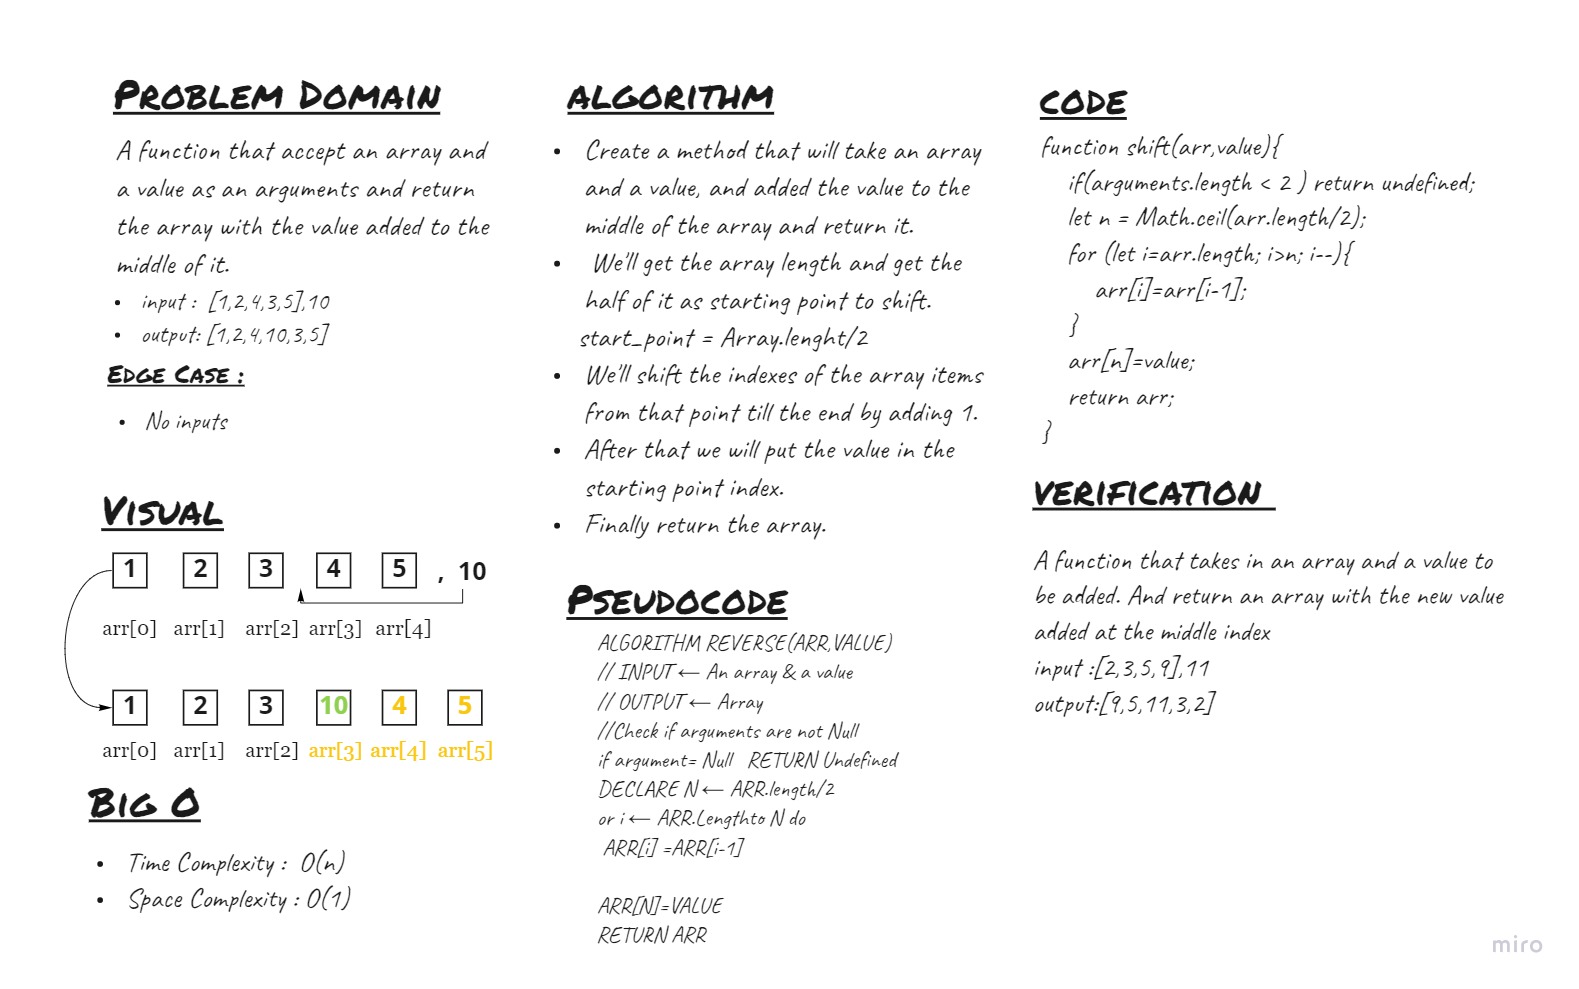 PROBLEM DOMAIN
A function that accept an array and
a value as an arguments and return
the array with the value added to the
middle of it.
• input : [1,2,4,3,5],10
• output: [1,2,4,10,3,5]
EDGE CASE :
• No inputs
VISUAL
1 2 3 4 5 , 10
arr[0] arr[1] arr[2] arr[3] arr[4]
1 2 3 10 4 5
arr[0] arr[1] arr[2] arr[3] arr[4] arr[5]
BIG O
• Time Complexity : O(n)
• Space Complexity : O(1)
ALGORITHM
• Create a method that will take an array
and a value, and added the value to the
middle of the array and return it.
• We'll get the array length and get the
half of it as starting point to shift.
start_point = Array.lenght/2
• We'll shift the indexes of the array items
from that point till the end by adding 1.
• After that we will put the value in the
starting point index.
• Finally return the array.
PSEUDOCODE
ALGORITHM REVERSE(ARR,VALUE)
// INPUT ← An array & a value
// OUTPUT ← Array
//Check if arguments are not Null
if argument= Null RETURN Undefined
DECLARE N ← ARR.length/2
or i ← ARR.Lengthto N do
ARR[i] =ARR[i-1]
ARR[N]=VALUE
RETURN ARR
CODE
function shift(arr,value){
if(arguments.length < 2 ) return undefined;
let n = Math.ceil(arr.length/2);
for (let i=arr.length; i>n; i--){
arr[i]=arr[i-1];
}
arr[n]=value;
return arr;
}
VERIFICATION
A function that takes in an array and a value to
be added. And return an array with the new value
added at the middle index
input :[2,3,5,9],11
output:[9,5,11,3,2]
miro